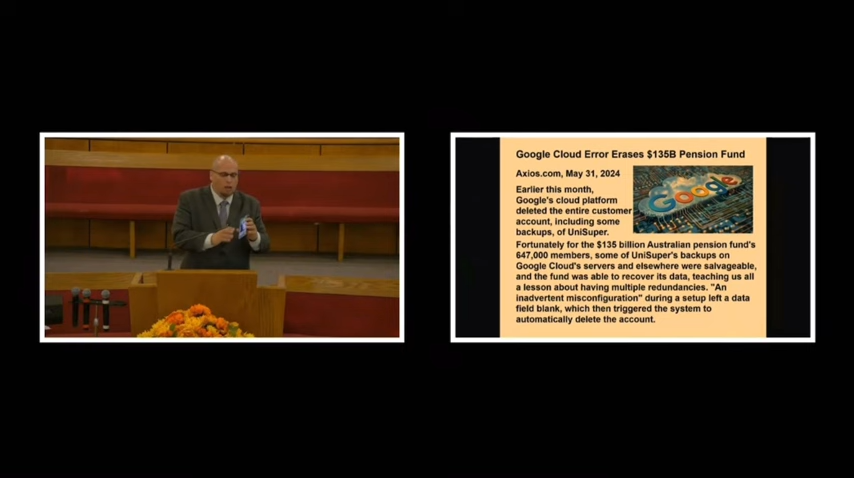 Google Cloud Error Erases $135B Pension Fund
Axios.com, May 31, 2024
Earlier this month,
Google's cloud platform
deleted the entire customer
account, including some
backups, of UniSuper.
Google
Fortunately for the $135 billion Australian pension fund's
647,000 members, some of UniSuper's backups on
Google Cloud's servers and elsewhere were salvageable,
and the fund was able to recover its data, teaching us all
a lesson about having multiple redundancies. "An
inadvertent misconfiguration" during a setup left a data
field blank, which then triggered the system to
automatically delete the account.